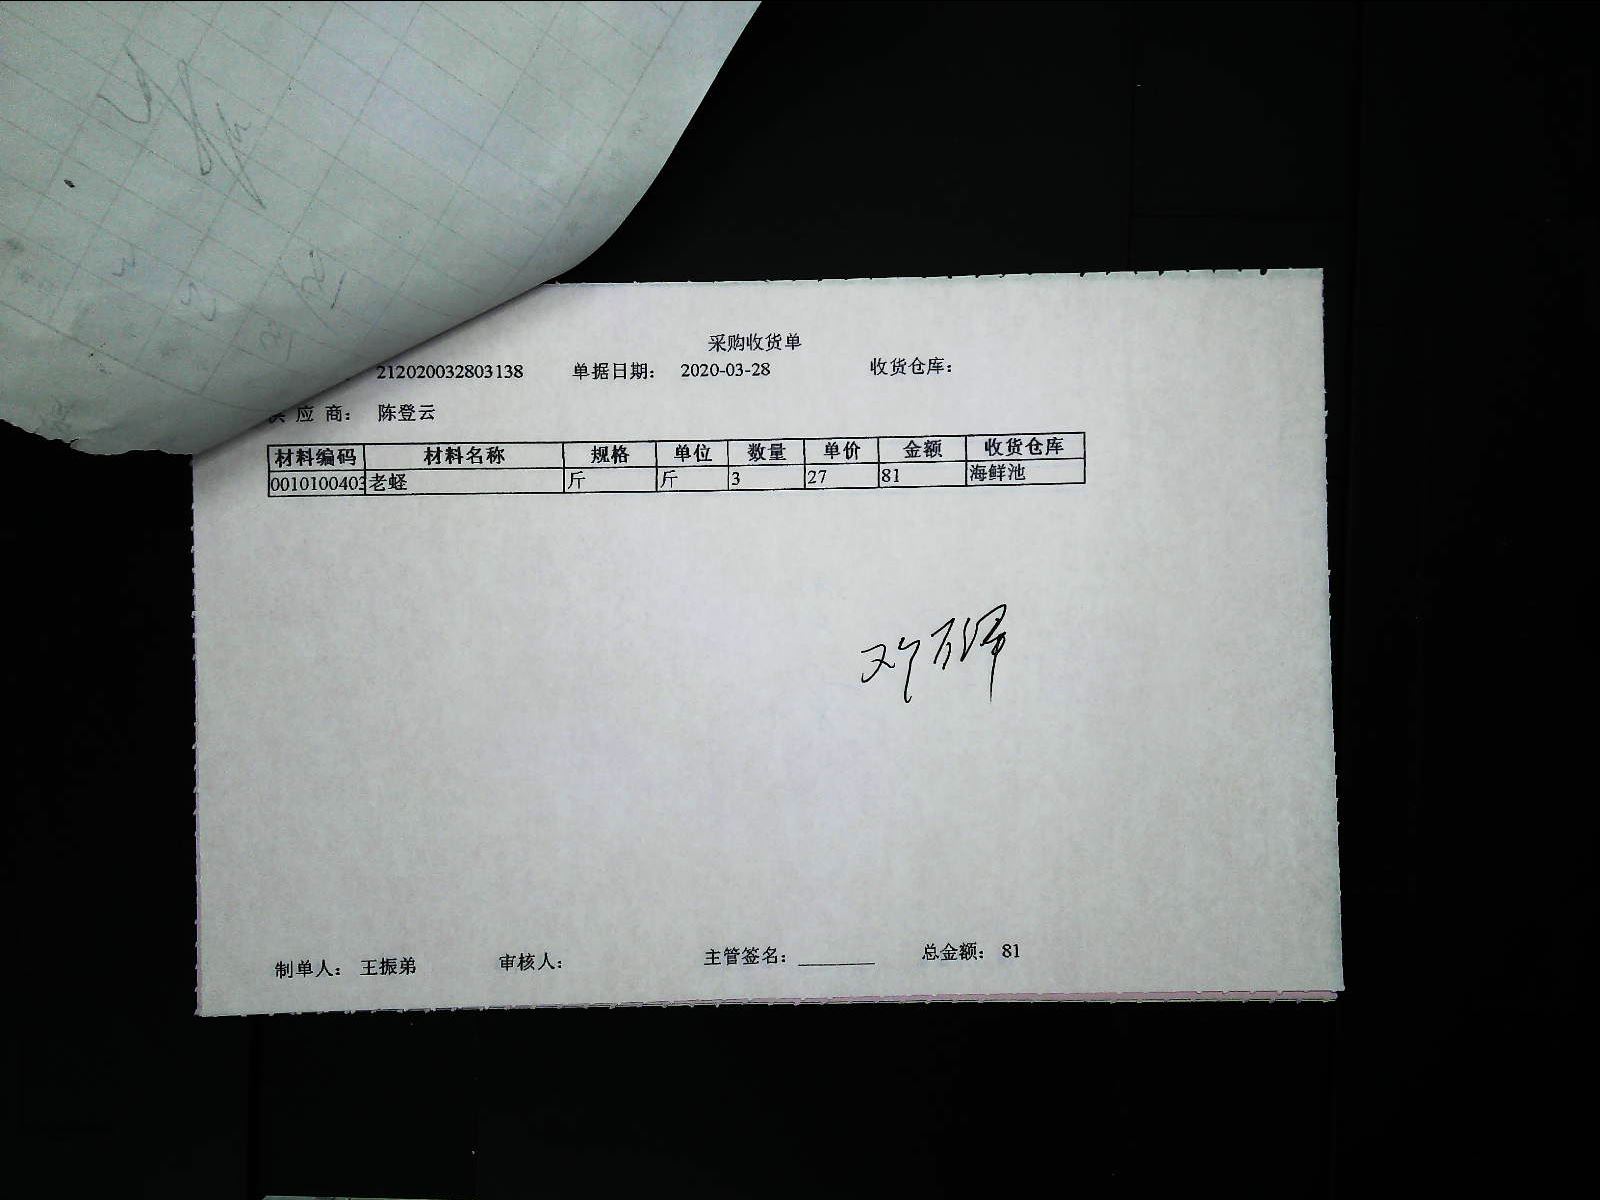 采购收货单
212020032803138 单据日期: 2020-03-28 收货仓库:
供 应 商: 陈登云
材料编码 材料名称 规格 单位 数量 单价 金额 收货仓库
0010100403 老蛏 斤 斤 3 27 81 海鲜池
制单人: 王振弟 审核人: 主管签名: 总金额: 81